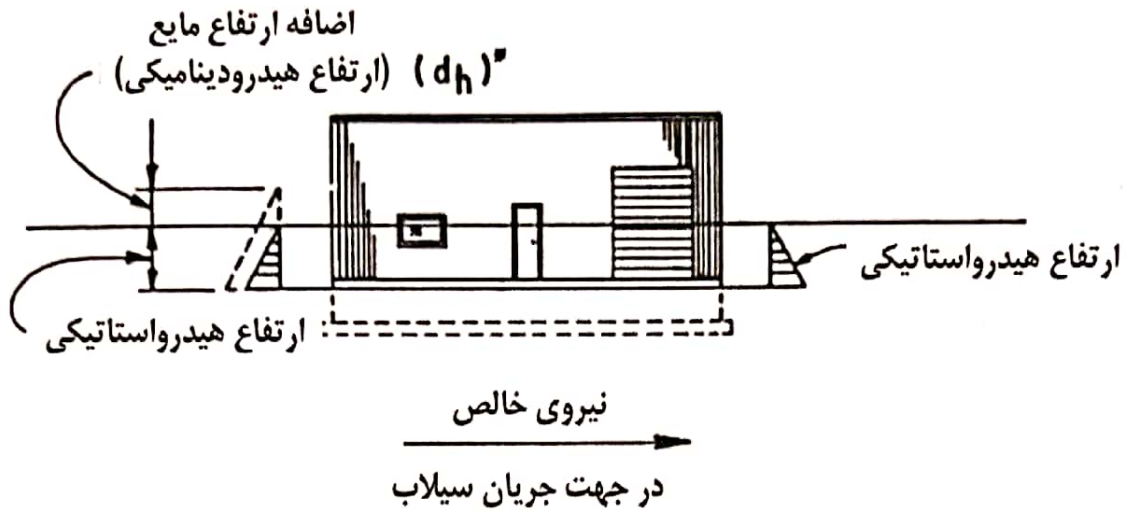 اضافه ارتفاع مایع
(ارتفاع هیدرودینامیکی) (dh)*
ارتفاع هیدرواستاتیکی
ارتفاع هیدرواستاتیکی
نیروی خالص
در جهت جریان سیلاب